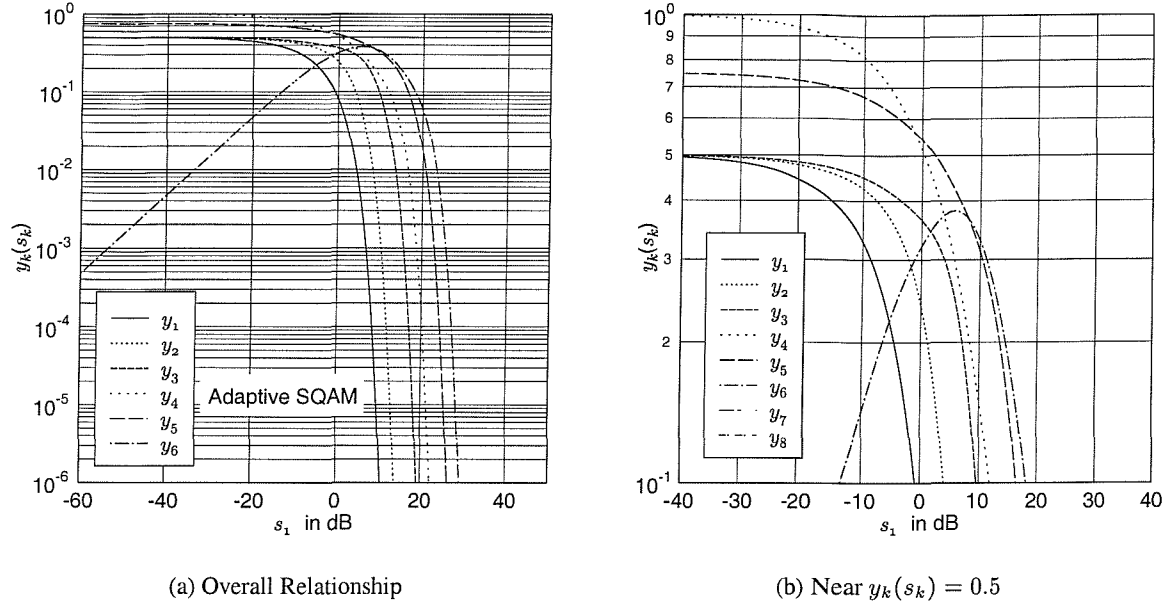 10^0
10^-1
10^-2
10^-3
10^-4
10^-5
10^-6
y_k(s_k)
y_1
y_2
y_3
y_4
y_5
y_6
Adaptive SQAM
-60 -40 -20 0 20 40
s_1 in dB
(a) Overall Relationship
10^0
9
8
7
6
5
4
3
2
10^-1
y_k(s_k)
y_1
y_2
y_3
y_4
y_5
y_6
y_7
y_8
-40 -30 -20 -10 0 10 20 30 40
s_1 in dB
(b) Near y_k(s_k) = 0.5